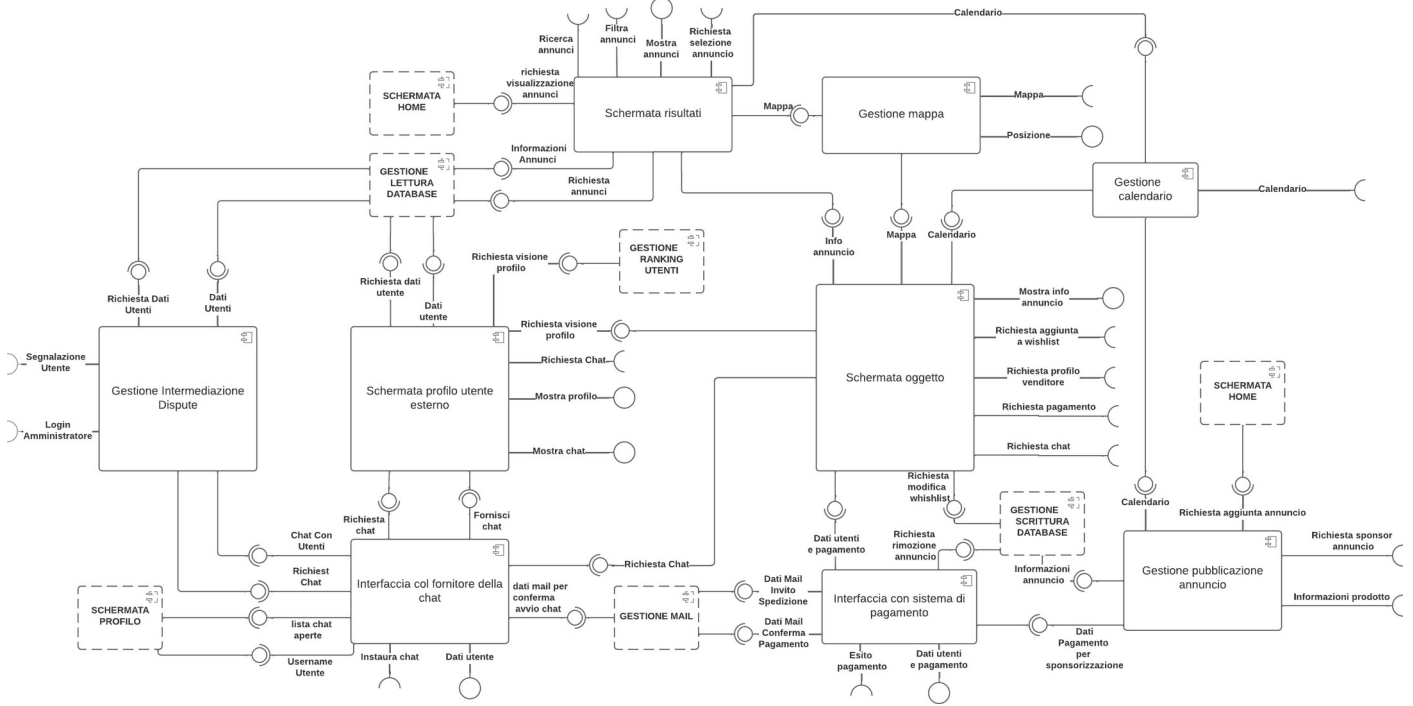 Calendario
Ricerca
annunci
Filtra
annunci
Mostra
annunci
Richiesta
selezione
annuncio
richiesta
visualizzazione
annunci
SCHERMATA
HOME
Schermata risultati
Mappa
Gestione mappa
Mappa
Posizione
Informazioni
Annunci
GESTIONE
LETTURA
DATABASE
Richiesta
annunci
Gestione
calendario
Calendario
Info
annuncio
Mappa
Calendario
Richiesta visione
profilo
GESTIONE
RANKING
UTENTI
Richiesta dati
utente
Dati
utente
Richiesta Dati
Utenti
Dati
Utenti
Mostra info
annuncio
Richiesta visione
profilo
Richiesta aggiunta
a wishlist
Segnalazione
Utente
Richiesta Chat
Gestione Intermediazione
Dispute
Schermata profilo utente
esterno
Schermata oggetto
Richiesta profilo
venditore
SCHERMATA
HOME
Mostra profilo
Richiesta pagamento
Login
Amministratore
Mostra chat
Richiesta chat
Richiesta
modifica
whishlist
Calendario
Richiesta aggiunta annuncio
Richiesta
chat
Fornisci
chat
GESTIONE
SCRITTURA
DATABASE
Chat Con
Utenti
Dati utenti
e pagamento
Richiesta
rimozione
annuncio
Richiesta sponsor
annuncio
Richiest
Chat
Interfaccia col fornitore della
chat
Richiesta Chat
Informazioni
annuncio
Gestione pubblicazione
annuncio
dati mail per
conferma
avvio chat
Dati Mail
Invito
Spedizione
Interfaccia con sistema di
pagamento
Informazioni prodotto
SCHERMATA
PROFILO
lista chat
aperte
GESTIONE MAIL
Dati Mail
Conferma
Pagamento
Dati
Pagamento
per
sponsorizzazione
Username
Utente
Instaura chat
Dati utente
Esito
pagamento
Dati utenti
e pagamento